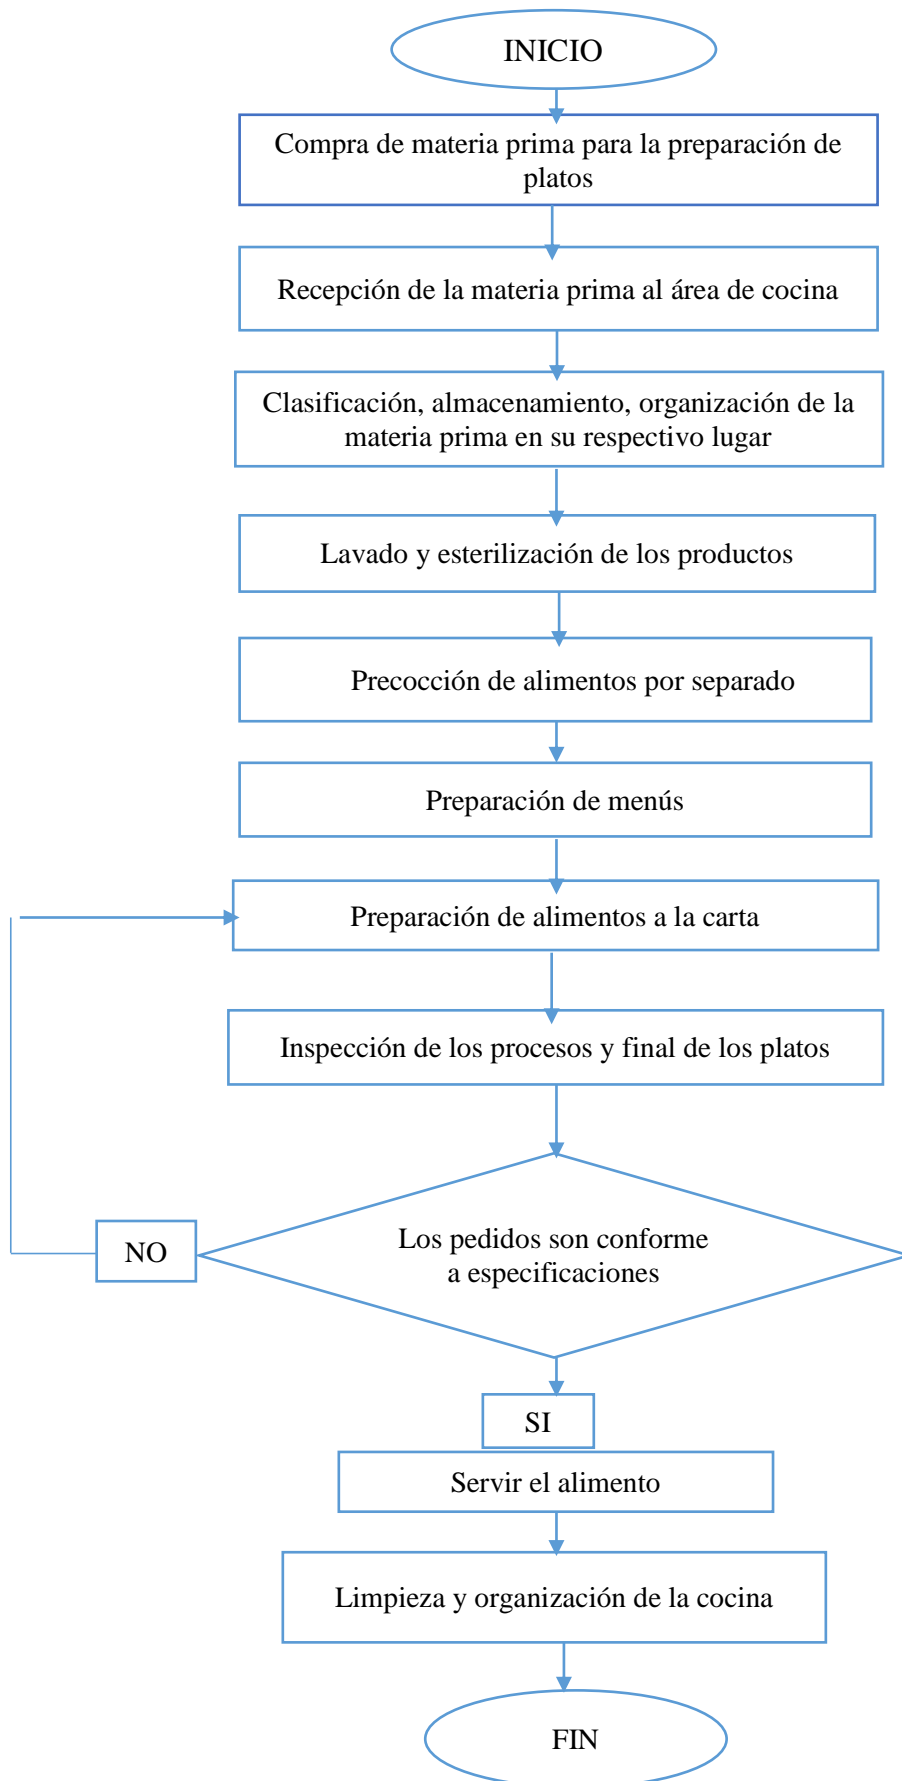 INICIO
Compra de materia prima para la preparación de
platos
Recepción de la materia prima al área de cocina
Clasificación, almacenamiento, organización de la
materia prima en su respectivo lugar
Lavado y esterilización de los productos
Precocción de alimentos por separado
Preparación de menús
Preparación de alimentos a la carta
Inspección de los procesos y final de los platos
Los pedidos son conforme
a especificaciones
NO
SI
Servir el alimento
Limpieza y organización de la cocina
FIN